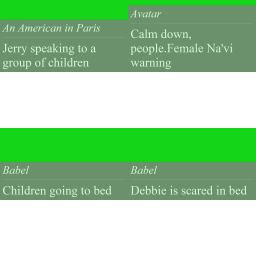 An American in Paris
Jerry speaking to a
group of children
Avatar
Calm down,
people.Female Na'vi
warning
Babel
Children going to bed
Babel
Debbie is scared in bed